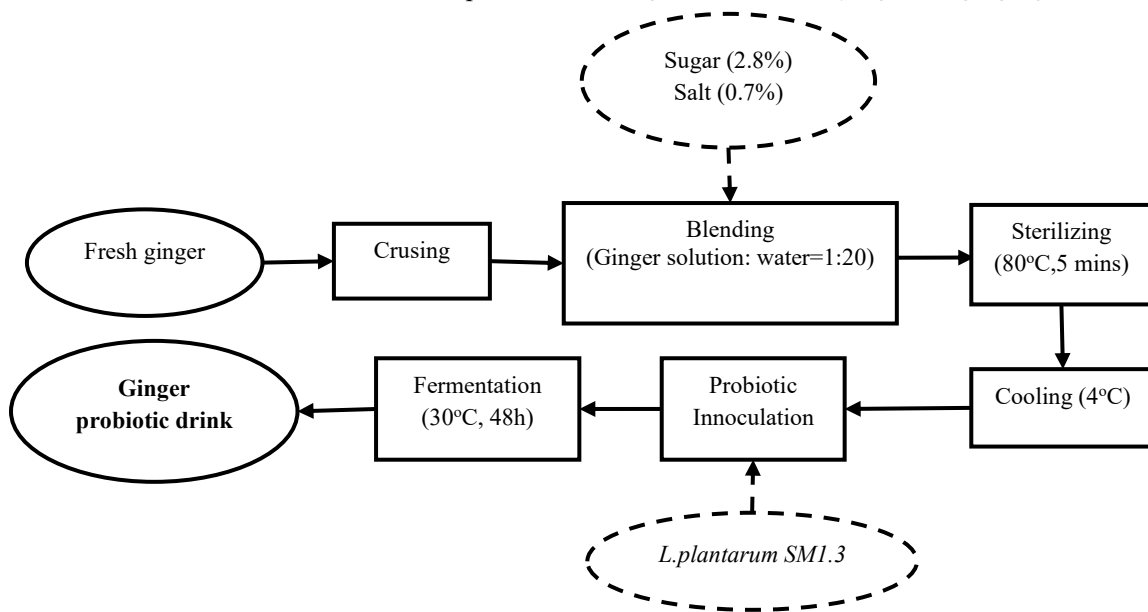 Sugar (2.8%)
Salt (0.7%)
Fresh ginger
Crusing
Blending
(Ginger solution: water=1:20)
Sterilizing
(80°C,5 mins)
Cooling (4°C)
Probiotic
Innoculation
L.plantarum SM1.3
Fermentation
(30°C, 48h)
Ginger
probiotic drink